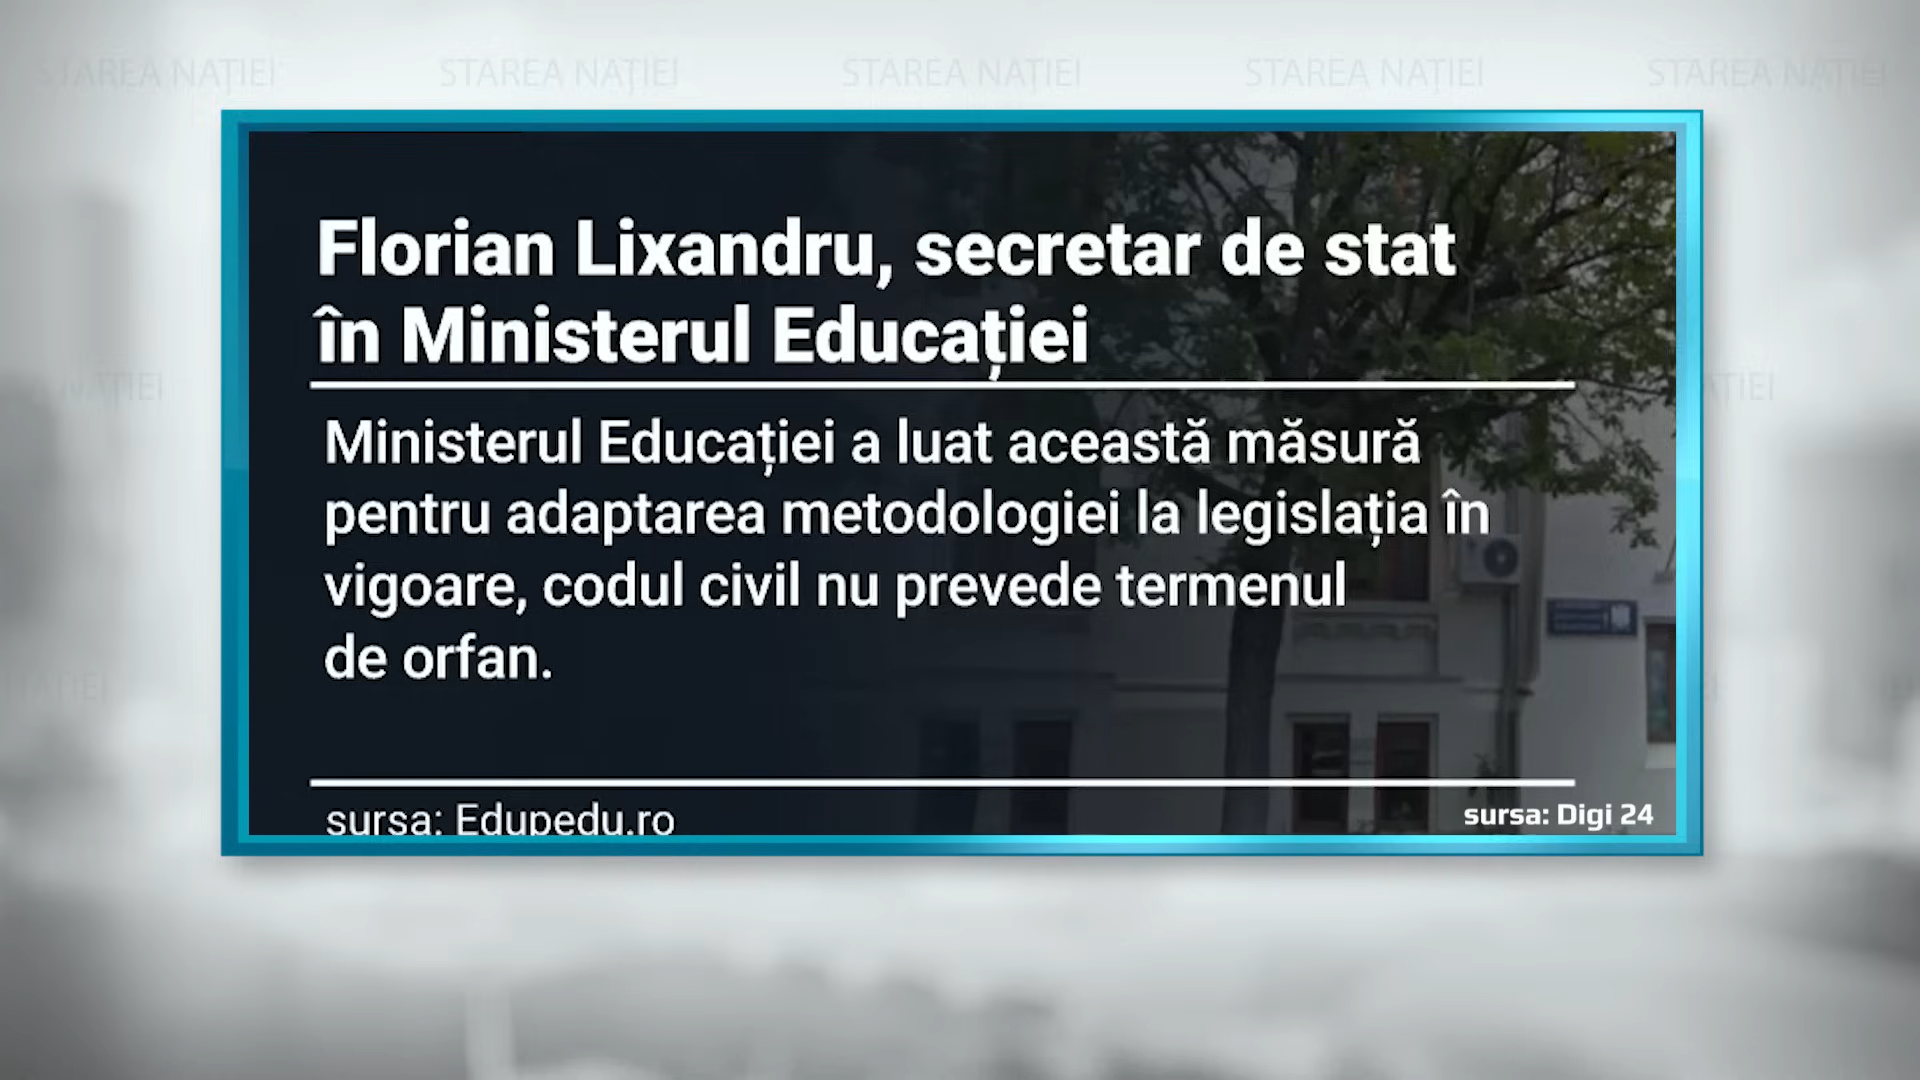 STAREA NAȚIEI STAREA NAȚIEI STAREA NAȚIEI STAREA NAȚIEI STAREA NAȚIEI
Florian Lixandru, secretar de stat
în Ministerul Educației
Ministerul Educației a luat această măsură
pentru adaptarea metodologiei la legislația în
vigoare, codul civil nu prevede termenul
de orfan.
sursa: Edupedu.ro
sursa: Digi 24